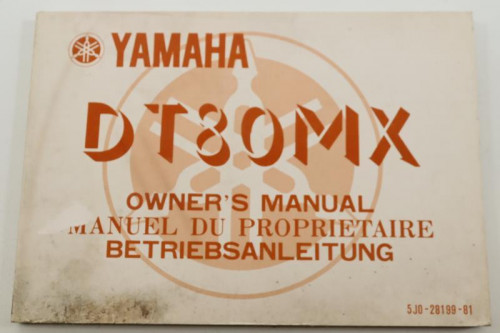 YAMAHA
DT80MX
OWNER'S MANUAL
MANUEL DU PROPRIETAIRE
BETRIEBSANLEITUNG
5J0-28199-81